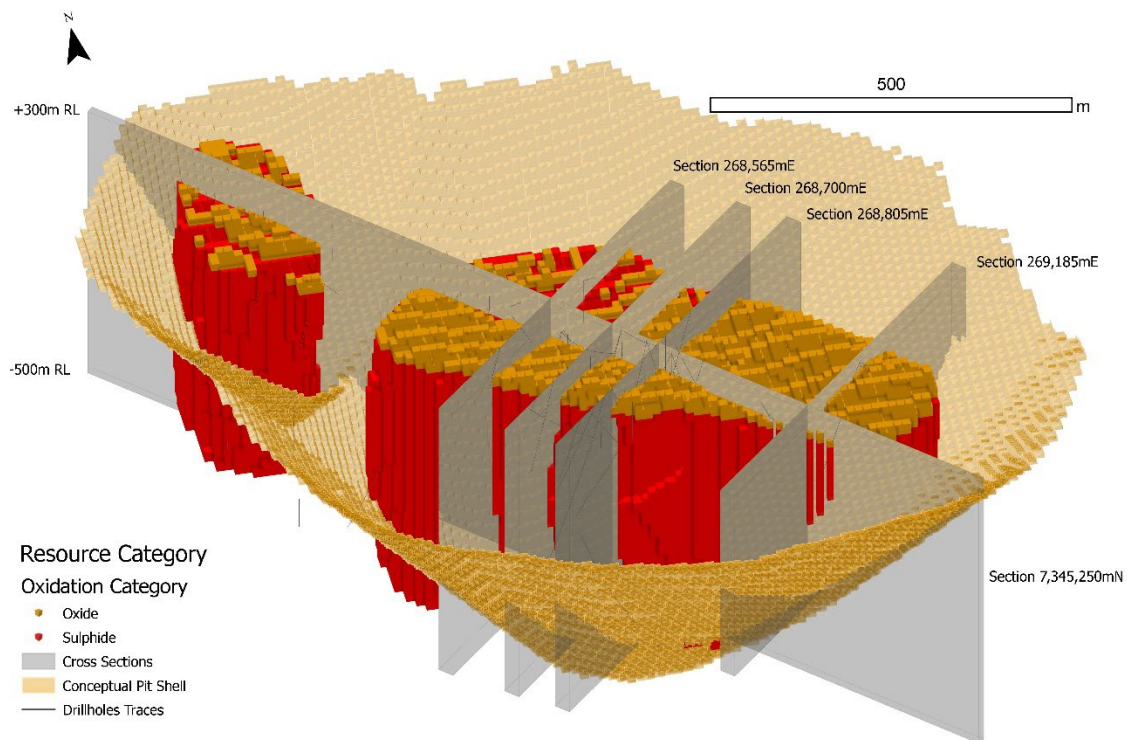 N
500
m
+300m RL
Section 268,565mE
Section 268,700mE
Section 268,805mE
Section 269,185mE
-500m RL
Section 7,345,250mN
Resource Category
Oxidation Category
Oxide
Sulphide
Cross Sections
Conceptual Pit Shell
Drillholes Traces